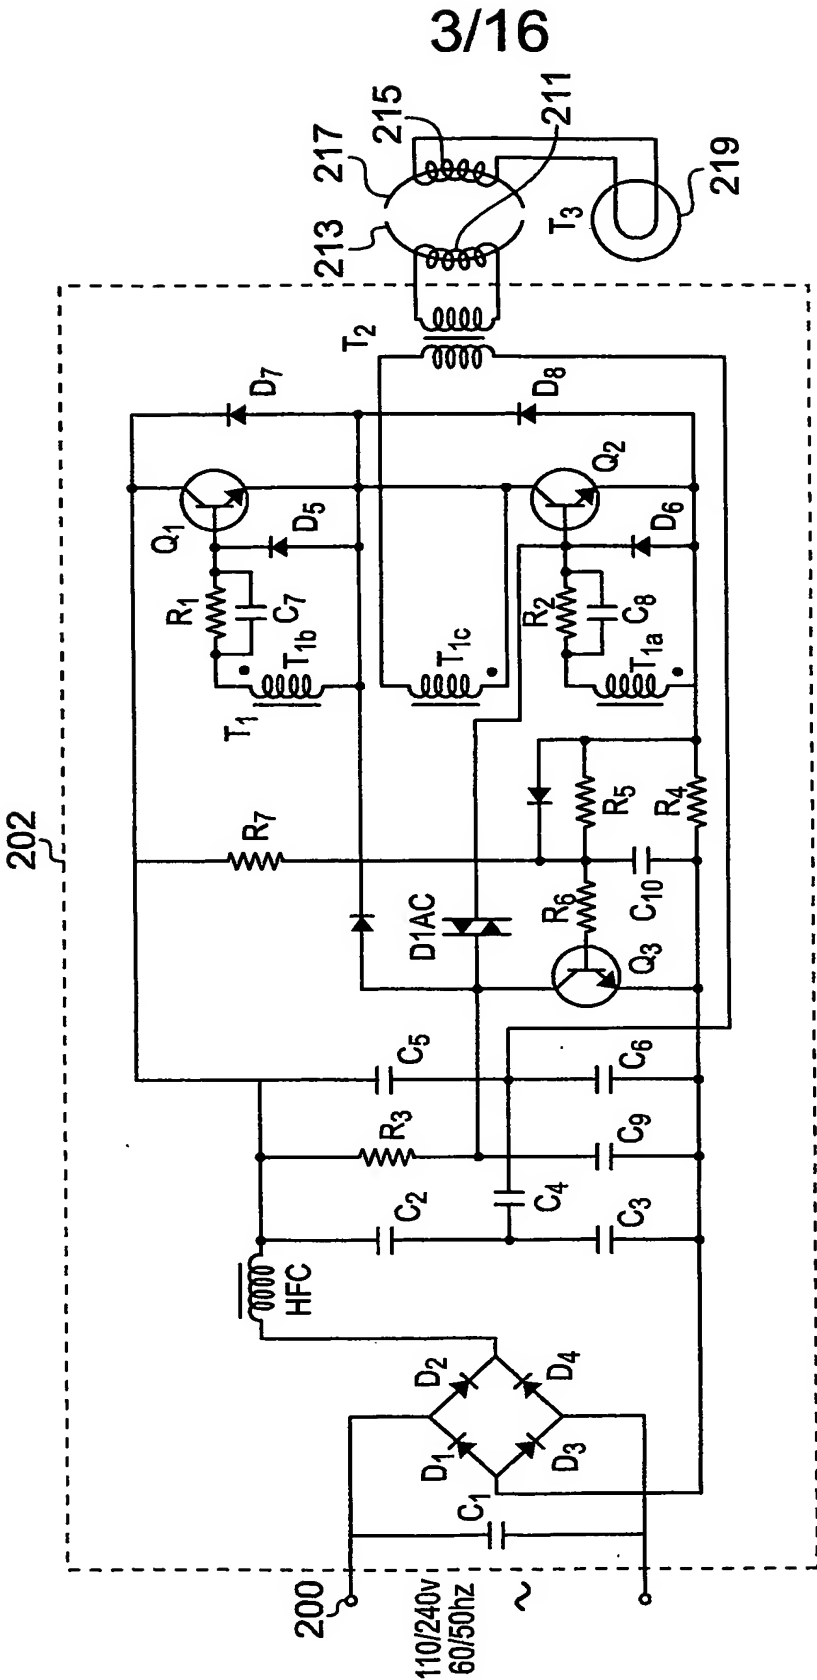 3/16
202
200
110/240v
60/50hz
~
C1
D1
D2
D3
D4
HFC
C2
C3
C4
R3
C9
C5
C6
D1AC
Q3
R6
C10
R7
R5
R4
T1
T1b
T1c
T1a
R1
C7
R2
C8
Q1
D5
Q2
D6
D7
D8
T2
213
217
215
211
T3
219